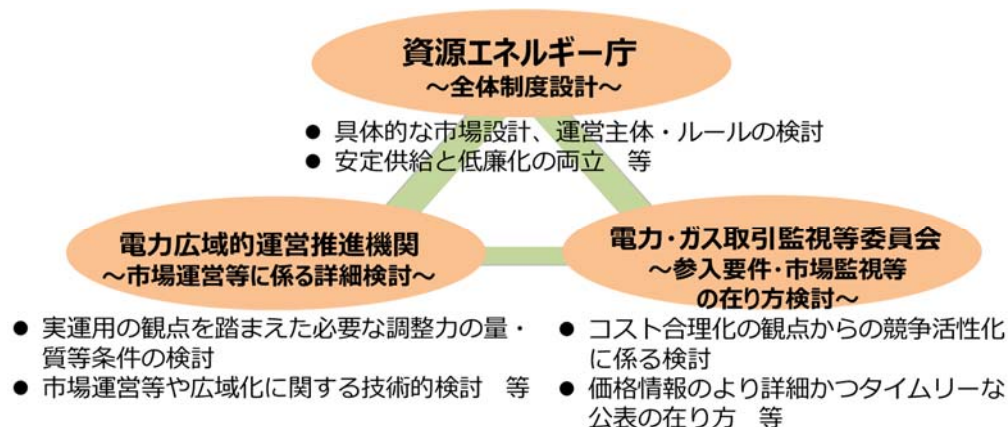 資源エネルギー庁
～全体制度設計～
● 具体的な市場設計、運営主体・ルールの検討
● 安定供給と低廉化の両立　等
電力広域的運営推進機関
～市場運営等に係る詳細検討～
● 実運用の観点を踏まえた必要な調整力の量・
質等条件の検討
● 市場運営等や広域化に関する技術的検討　等
電力・ガス取引監視等委員会
～参入要件・市場監視等
の在り方検討～
● コスト合理化の観点からの競争活性化
に係る検討
● 価格情報のより詳細かつタイムリーな
公表の在り方　等